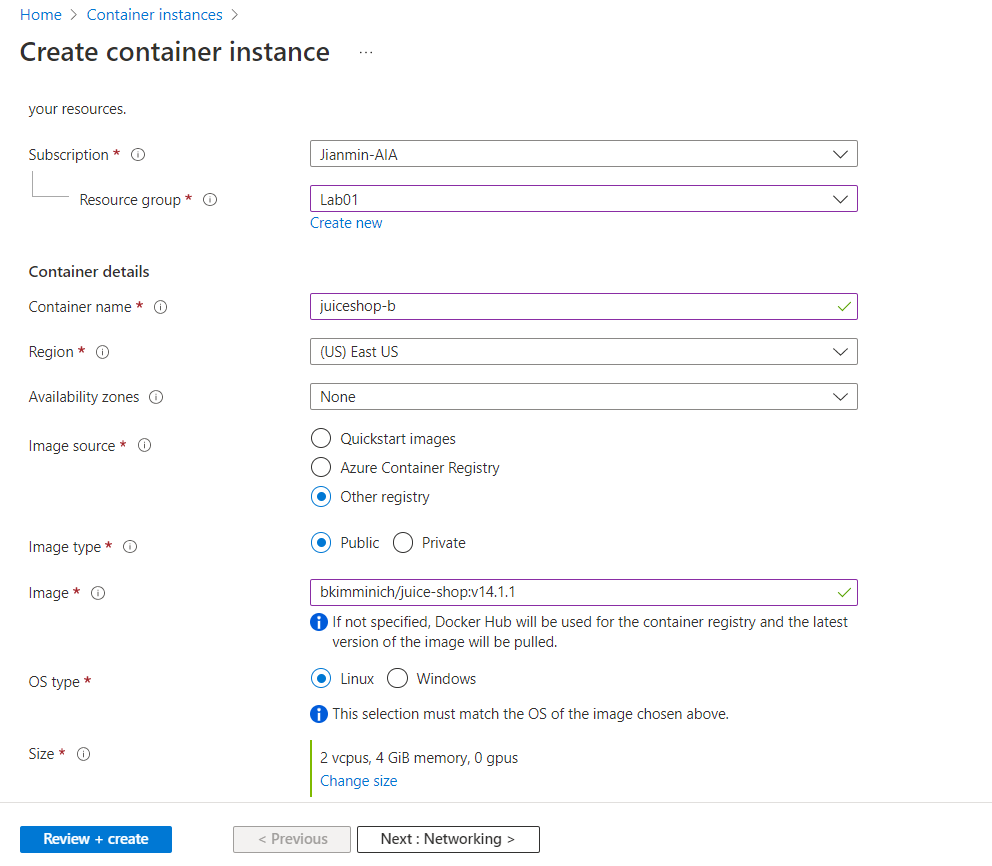 Home > Container instances >
Create container instance ...
your resources.
Subscription * Jianmin-AIA
Resource group * Lab01
Create new
Container details
Container name * juiceshop-b
Region * (US) East US
Availability zones None
Image source * Quickstart images
Azure Container Registry
Other registry
Image type * Public Private
Image * bkimminich/juice-shop:v14.1.1
If not specified, Docker Hub will be used for the container registry and the latest
version of the image will be pulled.
OS type * Linux Windows
This selection must match the OS of the image chosen above.
Size * 2 vcpus, 4 GiB memory, 0 gpus
Change size
Review + create < Previous Next : Networking >